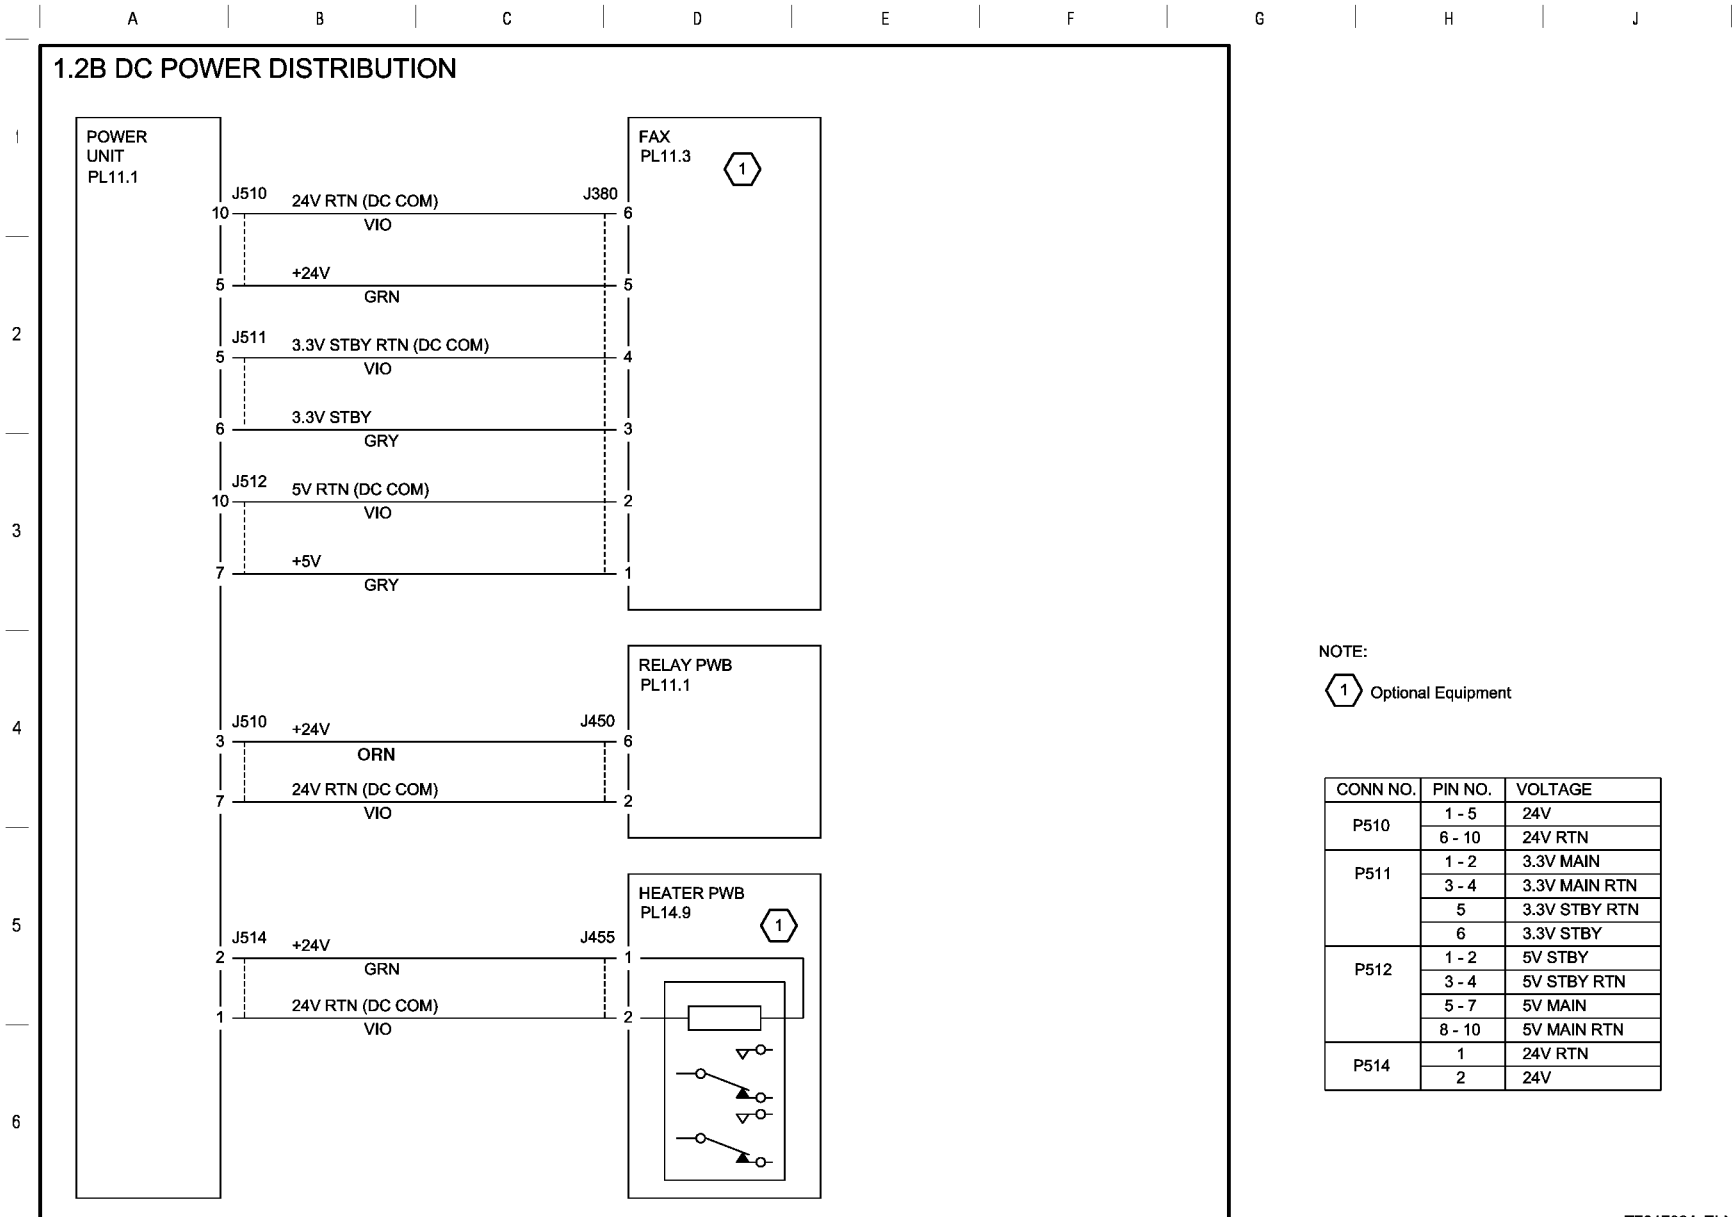 A B C D E F G H J
1.2B DC POWER DISTRIBUTION
1
2
3
4
5
6
POWER
UNIT
PL11.1
FAX
PL11.3
1
J510 24V RTN (DC COM) J380
10 VIO 6
+24V
5 GRN 5
J511 3.3V STBY RTN (DC COM)
5 VIO 4
3.3V STBY
6 GRY 3
J512 5V RTN (DC COM)
10 VIO 2
+5V
7 GRY 1
RELAY PWB
PL11.1
J510 +24V J450
3 ORN 6
24V RTN (DC COM)
7 VIO 2
HEATER PWB
PL14.9
1
J514 +24V J455
2 GRN 1
24V RTN (DC COM)
1 VIO 2
NOTE:
1 Optional Equipment
CONN NO. PIN NO. VOLTAGE
P510 1 - 5 24V
6 - 10 24V RTN
P511 1 - 2 3.3V MAIN
3 - 4 3.3V MAIN RTN
5 3.3V STBY RTN
6 3.3V STBY
P512 1 - 2 5V STBY
3 - 4 5V STBY RTN
5 - 7 5V MAIN
8 - 10 5V MAIN RTN
P514 1 24V RTN
2 24V